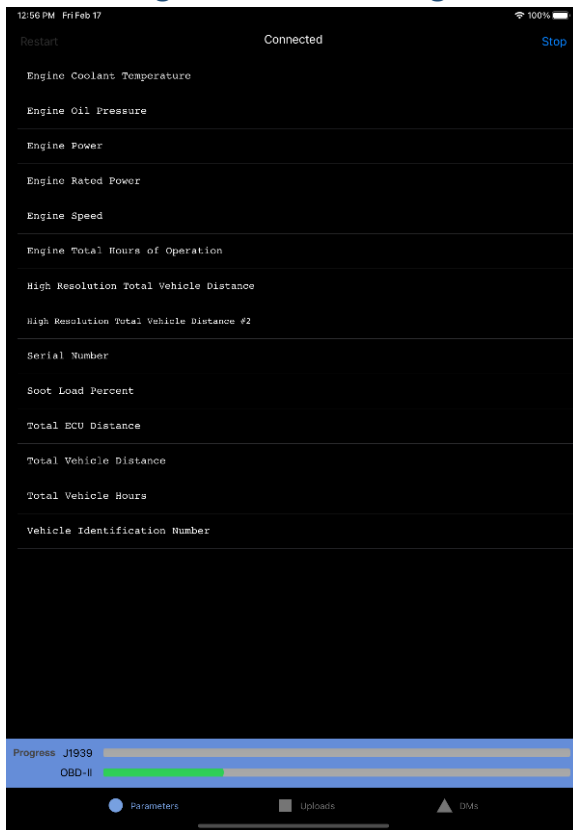 12:56 PM Fri Feb 17 100%
Restart Connected Stop
Engine Coolant Temperature
Engine Oil Pressure
Engine Power
Engine Rated Power
Engine Speed
Engine Total Hours of Operation
High Resolution Total Vehicle Distance
High Resolution Total Vehicle Distance #2
Serial Number
Soot Load Percent
Total ECU Distance
Total Vehicle Distance
Total Vehicle Hours
Vehicle Identification Number
Progress J1939
OBD-II
Parameters Uploads DMs